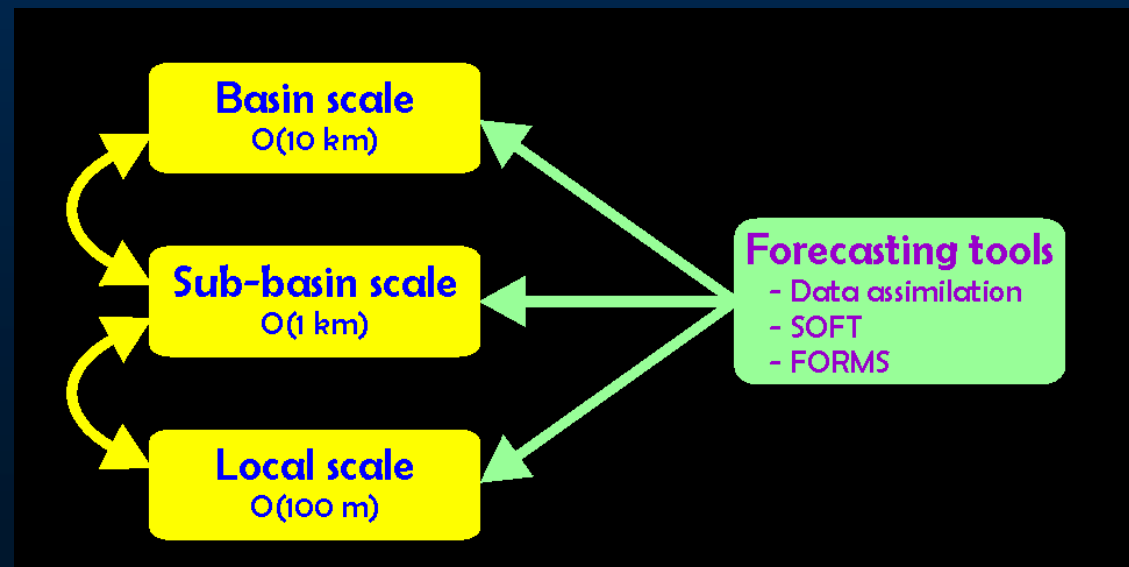 Basin scale
O(10 km)
Sub-basin scale
O(1 km)
Local scale
O(100 m)
Forecasting tools
- Data assimilation
- SOFT
- FORMS